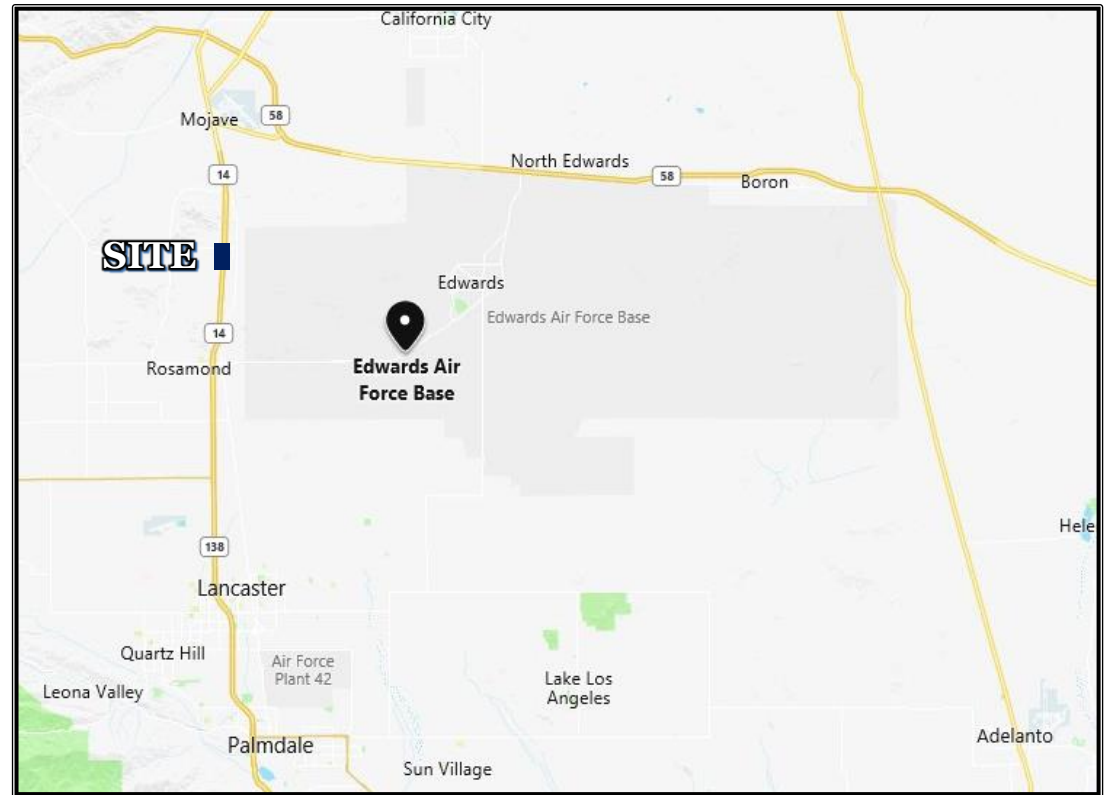 California City
Mojave
58
North Edwards
58
Boron
14
SITE
Edwards
Edwards Air Force Base
14
Rosamond
Edwards Air
Force Base
Hele
138
Lancaster
Quartz Hill
Air Force
Plant 42
Leona Valley
Lake Los
Angeles
Palmdale
Adelanto
Sun Village